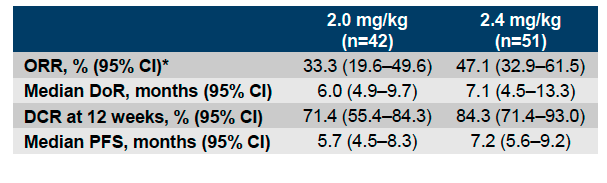 2.0 mg/kg 2.4 mg/kg
(n=42) (n=51)
ORR, % (95% CI)* 33.3 (19.6–49.6) 47.1 (32.9–61.5)
Median DoR, months (95% CI) 6.0 (4.9–9.7) 7.1 (4.5–13.3)
DCR at 12 weeks, % (95% CI) 71.4 (55.4–84.3) 84.3 (71.4–93.0)
Median PFS, months (95% CI) 5.7 (4.5–8.3) 7.2 (5.6–9.2)